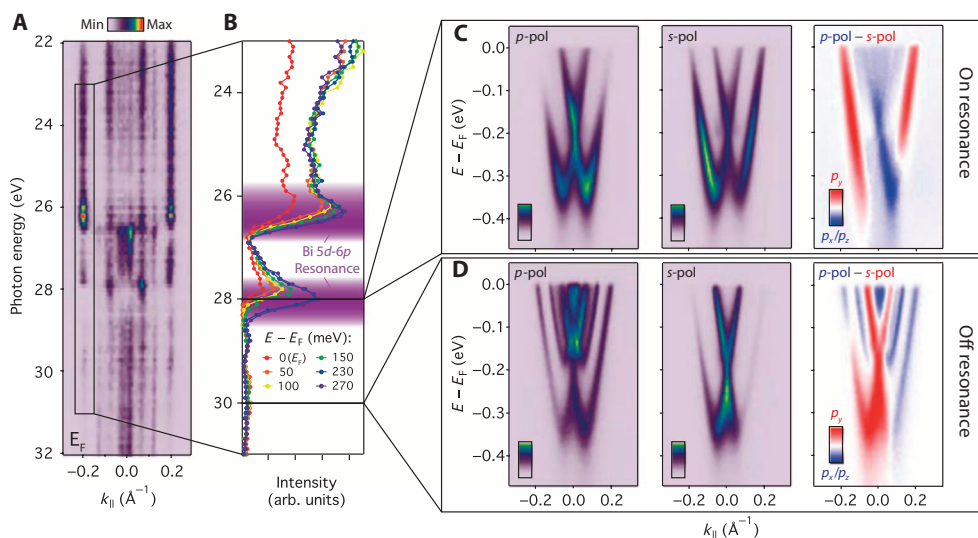 A
Min Max
B
Photon energy (eV)
22
24
26
28
30
32
E_F
−0.2 0.0 0.2
k_|| (Å⁻¹)
24
26
28
30
Bi 5d-6p
Resonance
E − E_F (meV):
0 (E_F) 150
50 230
100 270
Intensity
(arb. units)
C
p-pol
s-pol
p-pol – s-pol
E − E_F (eV)
0.0
−0.1
−0.2
−0.3
−0.4
p_y
p_x/p_z
On resonance
D
p-pol
s-pol
p-pol – s-pol
E − E_F (eV)
0.0
−0.1
−0.2
−0.3
−0.4
p_y
p_x/p_z
Off resonance
−0.2 0.0 0.2
−0.2 0.0 0.2
−0.2 0.0 0.2
k_|| (Å⁻¹)